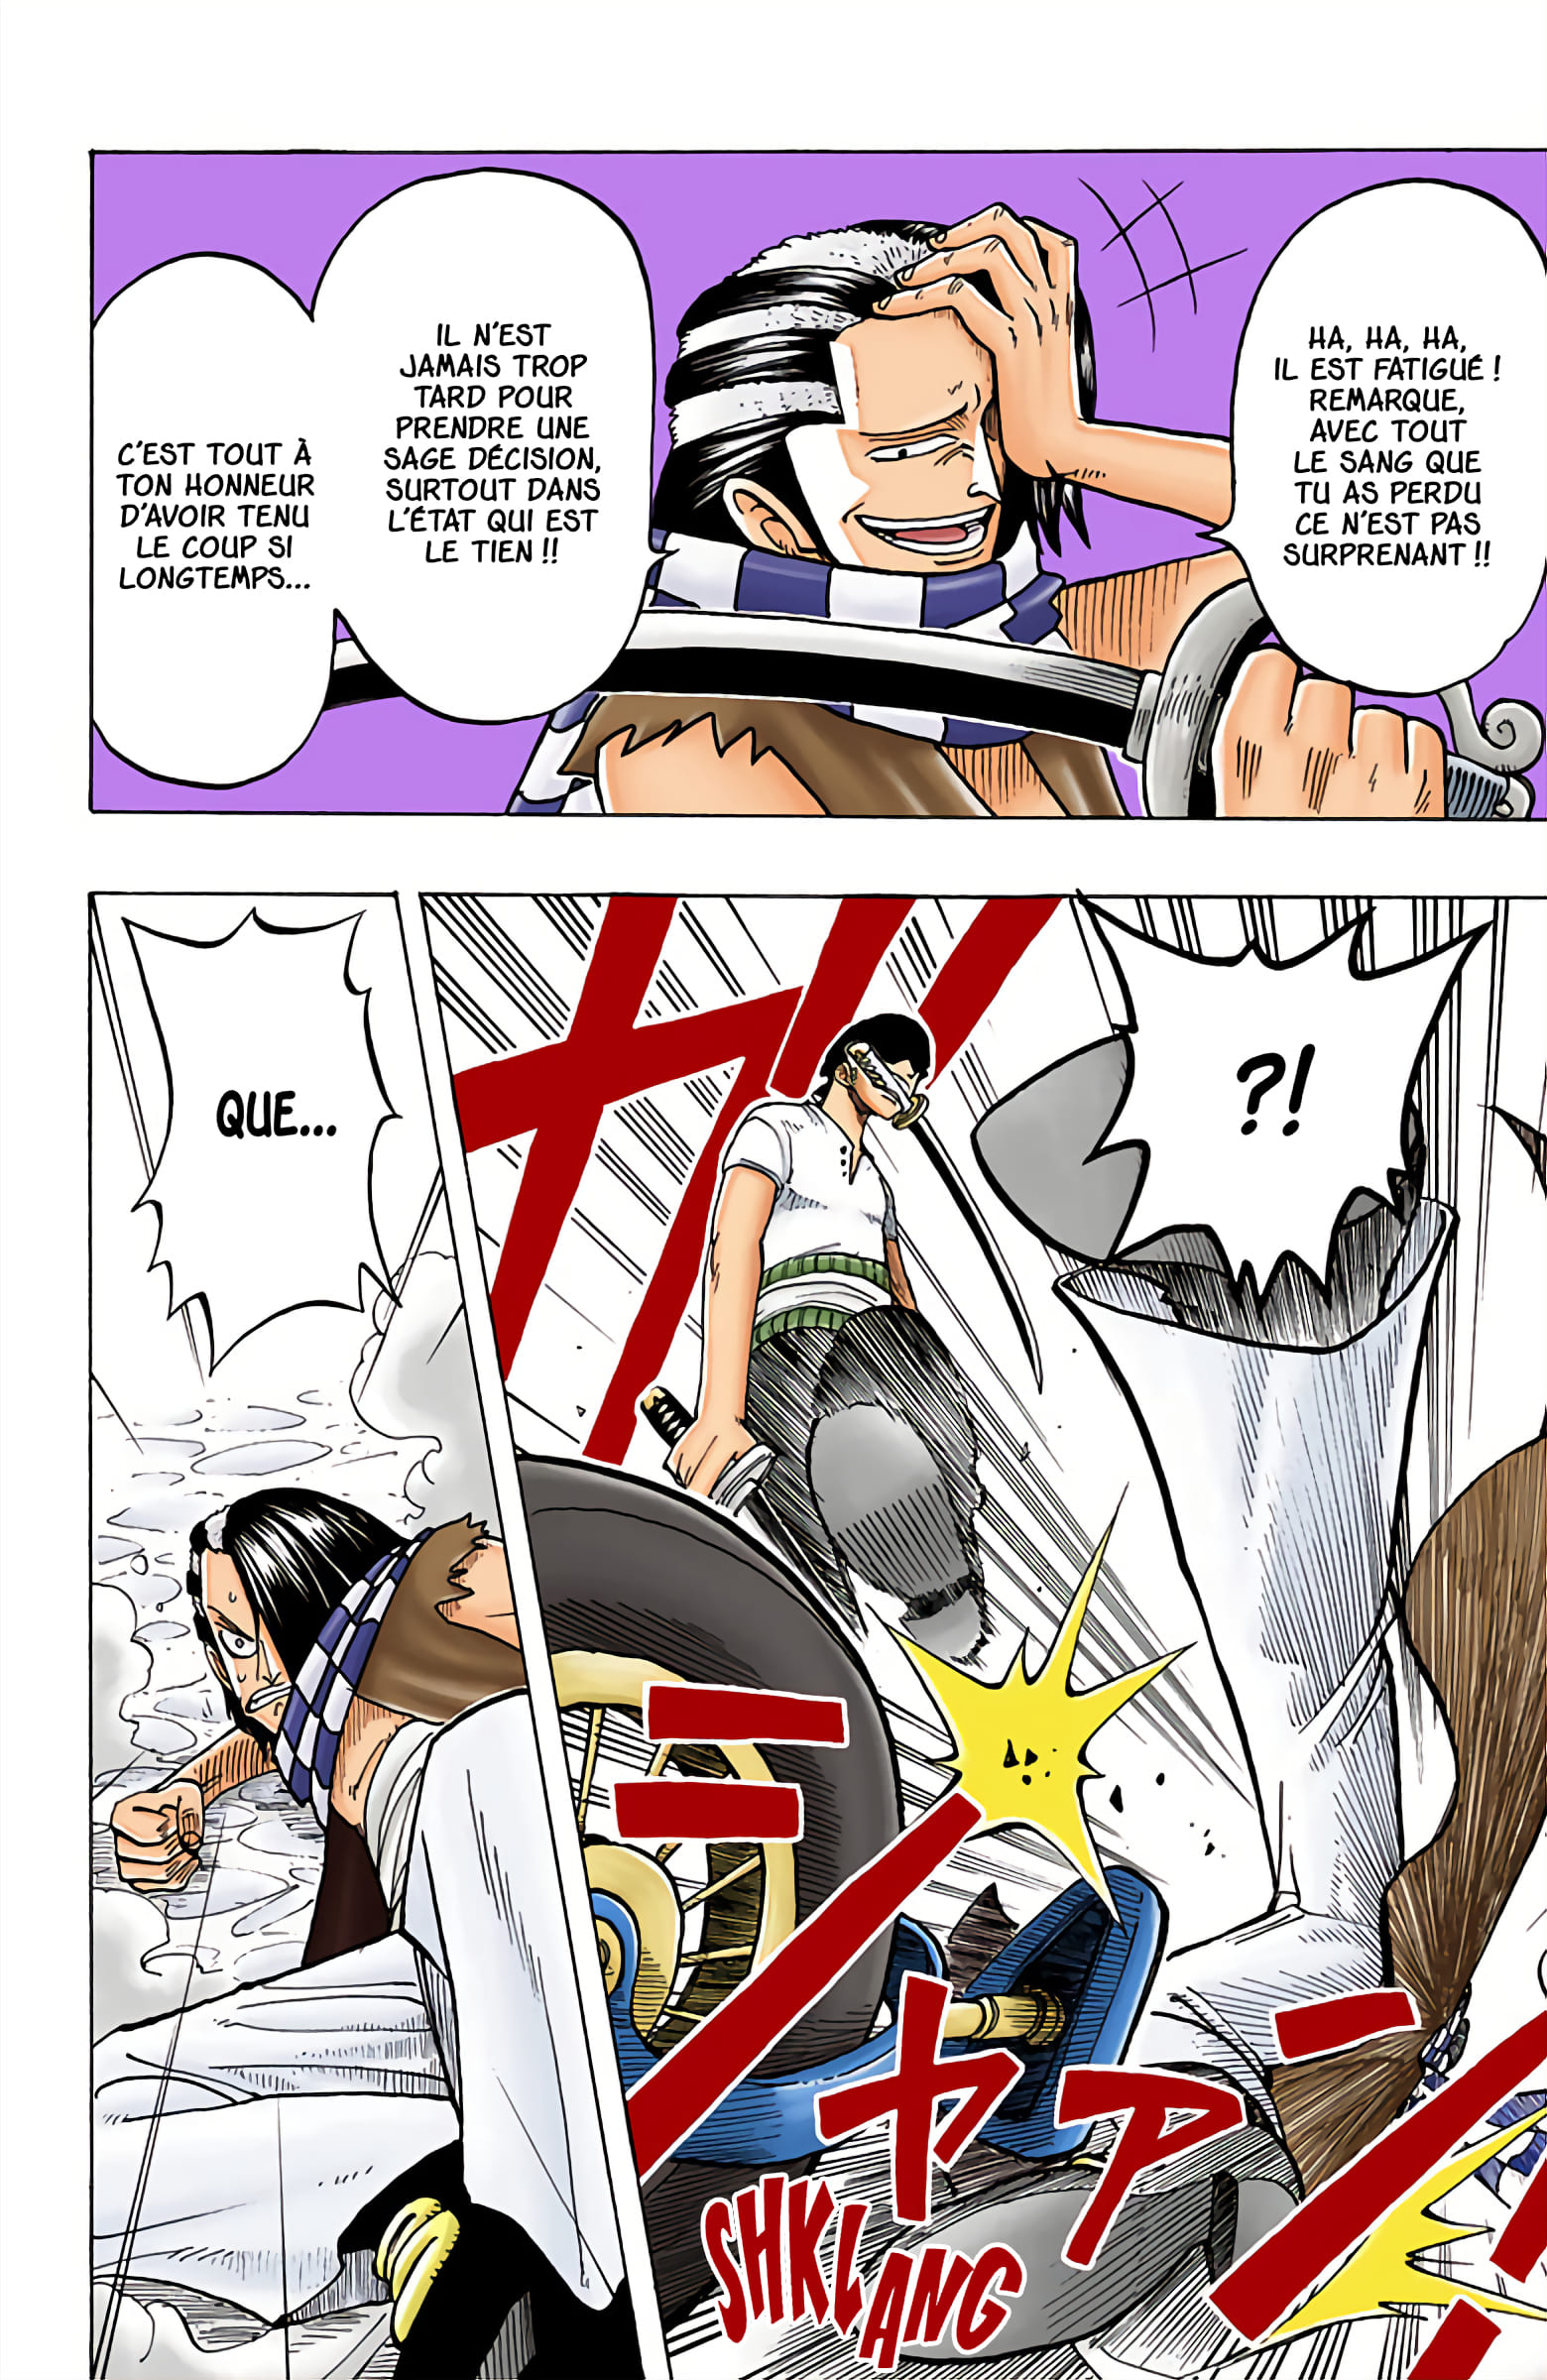 HA, HA, HA,
IL EST FATIGUÉ !
REMARQUE,
AVEC TOUT
LE SANG QUE
TU AS PERDU
CE N'EST PAS
SURPRENANT !!
IL N'EST
JAMAIS TROP
TARD POUR
PRENDRE UNE
SAGE DÉCISION,
SURTOUT DANS
L'ÉTAT QUI EST
LE TIEN !!
C'EST TOUT À
TON HONNEUR
D'AVOIR TENU
LE COUP SI
LONGTEMPS...
?!
ガ
シャアン
SHKLANG
QUE...